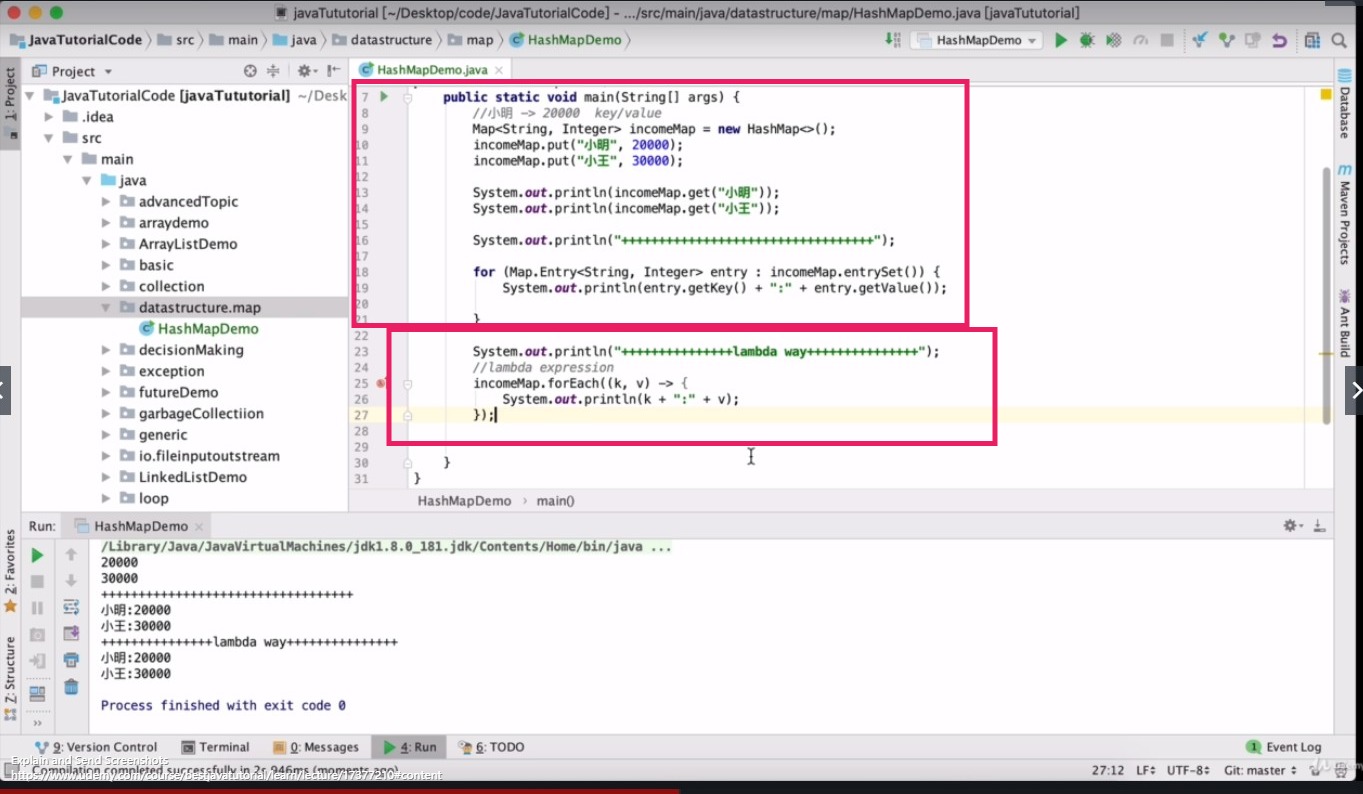 javaTututorial [~/Desktop/code/JavaTutorialCode] - .../src/main/java/datastructure/map/HashMapDemo.java [javaTututorial]
JavaTutorialCode src main java datastructure map HashMapDemo
HashMapDemo
1: Project
Project
HashMapDemo.java
JavaTutorialCode [javaTututorial] ~/Desk
.idea
src
main
java
advancedTopic
arraydemo
ArrayListDemo
basic
collection
datastructure.map
HashMapDemo
decisionMaking
exception
futureDemo
garbageCollectiion
generic
io.fileinputoutstream
LinkedListDemo
loop
7 public static void main(String[] args) {
8 //小明 -> 20000  key/value
9 Map<String, Integer> incomeMap = new HashMap<>();
10 incomeMap.put("小明", 20000);
11 incomeMap.put("小王", 30000);
12
13 System.out.println(incomeMap.get("小明"));
14 System.out.println(incomeMap.get("小王"));
15
16 System.out.println("++++++++++++++++++++++++++++++++++");
17
18 for (Map.Entry<String, Integer> entry : incomeMap.entrySet()) {
19 System.out.println(entry.getKey() + ":" + entry.getValue());
20
21 }
22
23 System.out.println("+++++++++++++++lambda way+++++++++++++++");
24 //lambda expression
25 incomeMap.forEach((k, v) -> {
26 System.out.println(k + ":" + v);
27 });
28
29
30 }
31 }
HashMapDemo › main()
Database
Maven Projects
Ant Build
Run: HashMapDemo
/Library/Java/JavaVirtualMachines/jdk1.8.0_181.jdk/Contents/Home/bin/java ...
20000
30000
++++++++++++++++++++++++++++++++++
小明:20000
小王:30000
+++++++++++++++lambda way+++++++++++++++
小明:20000
小王:30000
Process finished with exit code 0
2: Favorites
Z: Structure
9: Version Control Terminal 0: Messages 4: Run 6: TODO
1 Event Log
Explain and Send Screenshots
Compilation completed successfully in 2s 946ms (moments ago)
https://www.udemy.com/course/bestjavatutorial/learn/lecture/17377210#content
27:12 LF UTF-8 Git: master